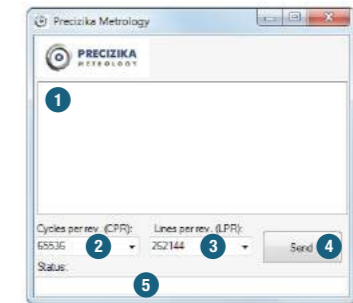 Precizika Metrology
PRECIZIKA
METROLOGY
1
Cycles per rev. (CPR): Lines per rev. (LPR):
65536 2 262144 3 Send 4
Status:
5